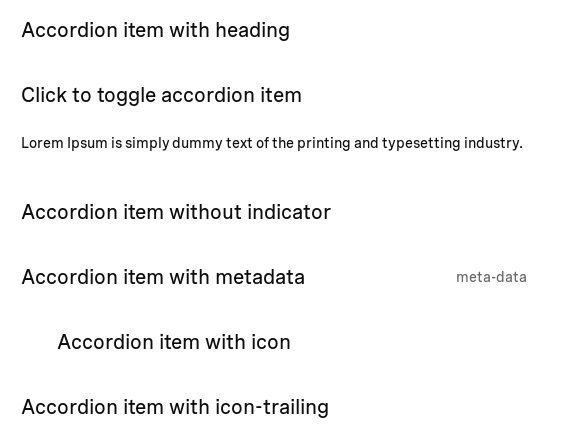 Accordion item with heading
Click to toggle accordion item
Lorem Ipsum is simply dummy text of the printing and typesetting industry.
Accordion item without indicator
Accordion item with metadata meta-data
Accordion item with icon
Accordion item with icon-trailing